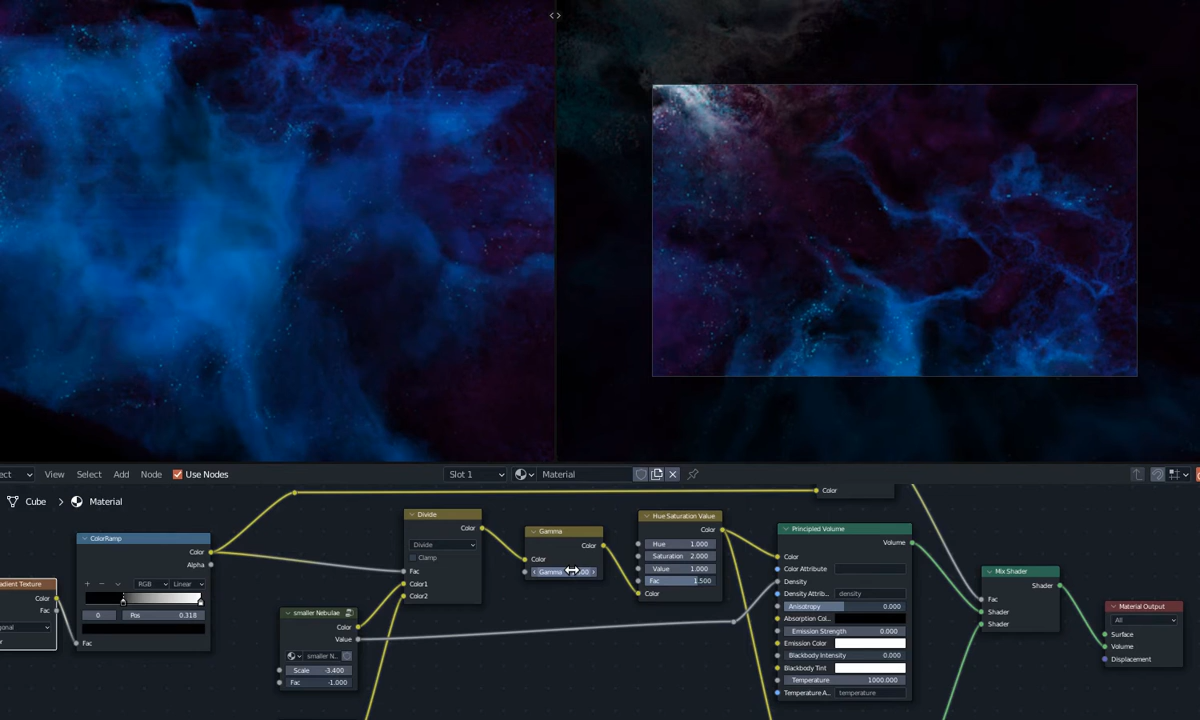 View Select Add Node Use Nodes Slot 1 Material
Cube > Material
Color
ColorRamp
Color
Alpha
RGB Linear
0 Pos 0.318
Fac
Texture
Color
Fac
smaller Nebulae
Color
Value
smaller N..
Scale -3.400
Fac -1.000
Divide
Color
Divide
Clamp
Fac
Color1
Color2
Gamma
Color
Color
Gamma
Hue Saturation Value
Color
Hue 1.000
Saturation 2.000
Value 1.000
Fac 1.500
Color
Principled Volume
Volume
Color
Color Attribute
Density
Density Attrib.. density
Anisotropy 0.000
Absorption Col..
Emission Strength 0.000
Emission Color
Blackbody Intensity 0.000
Blackbody Tint
Temperature 1000.000
Temperature A.. temperature
Mix Shader
Shader
Fac
Shader
Shader
Material Output
All
Surface
Volume
Displacement